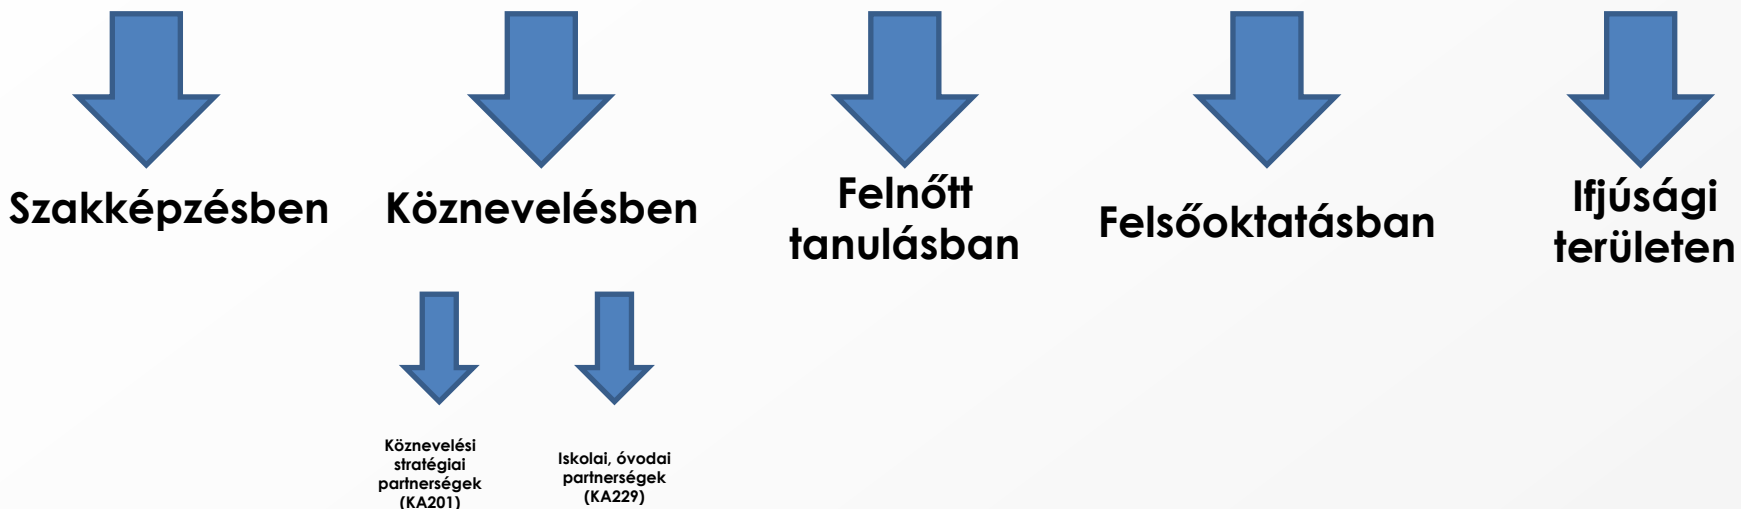 Szakképzésben
Köznevelésben
Felnőtt
tanulásban
Felsőoktatásban
Ifjúsági
területen
Köznevelési
stratégiai
partnerségek
(KA201)
Iskolai, óvodai
partnerségek
(KA229)